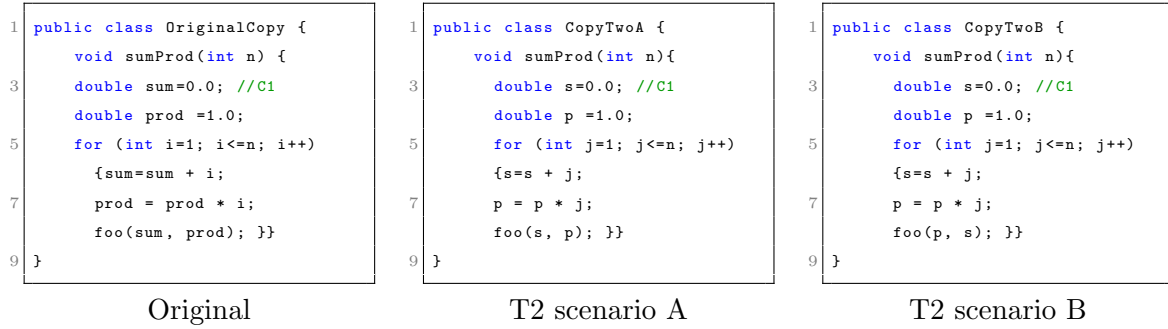 1 public class OriginalCopy {
void sumProd(int n) {
3 double sum=0.0; //C1
double prod =1.0;
5 for (int i=1; i<=n; i++)
{sum=sum + i;
7 prod = prod * i;
foo(sum, prod); }}
9 }
Original
1 public class CopyTwoA {
void sumProd(int n){
3 double s=0.0; //C1
double p =1.0;
5 for (int j=1; j<=n; j++)
{s=s + j;
7 p = p * j;
foo(s, p); }}
9 }
T2 scenario A
1 public class CopyTwoB {
void sumProd(int n){
3 double s=0.0; //C1
double p =1.0;
5 for (int j=1; j<=n; j++)
{s=s + j;
7 p = p * j;
foo(p, s); }}
9 }
T2 scenario B